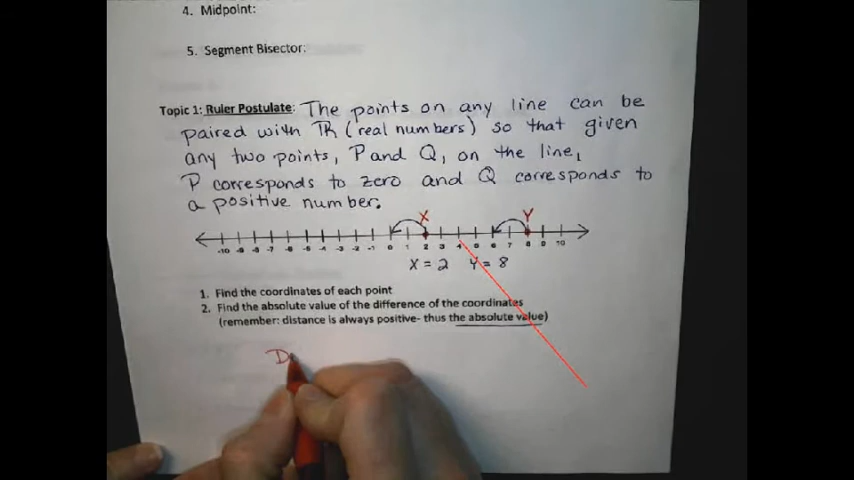 4. Midpoint:
5. Segment Bisector:
Topic 1: Ruler Postulate: The points on any line can be
paired with ℝ (real numbers) so that given
any two points, P and Q, on the line,
P corresponds to zero and Q corresponds to
a positive number.
X Y
-10 -9 -8 -7 -6 -5 -4 -3 -2 -1 0 1 2 3 4 5 6 7 8 9 10
X = 2 Y = 8
1. Find the coordinates of each point
2. Find the absolute value of the difference of the coordinates
(remember: distance is always positive- thus the absolute value)
D